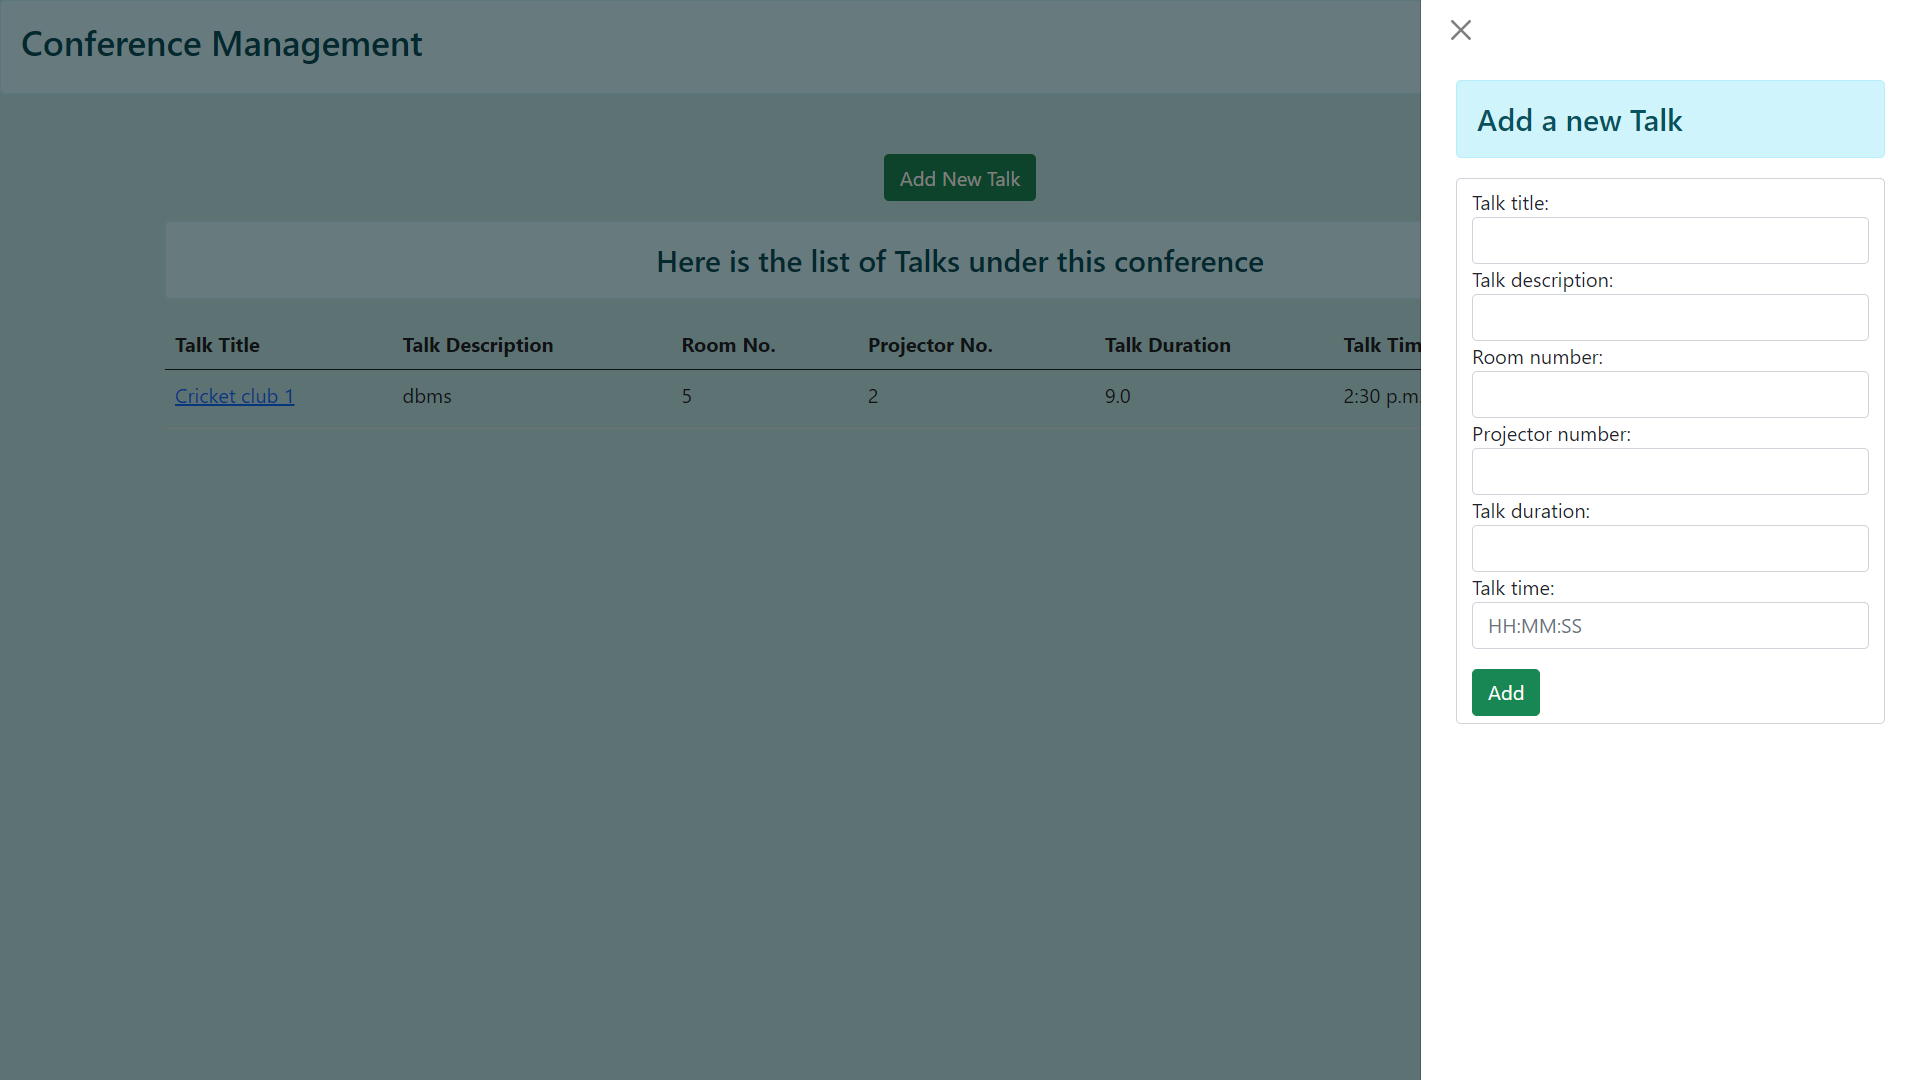 Conference Management
Add New Talk
Here is the list of Talks under this conference
Talk Title Talk Description Room No. Projector No. Talk Duration Talk Tim
Cricket club 1 dbms 5 2 9.0 2:30 p.m.
Add a new Talk
Talk title:
Talk description:
Room number:
Projector number:
Talk duration:
Talk time:
HH:MM:SS
Add